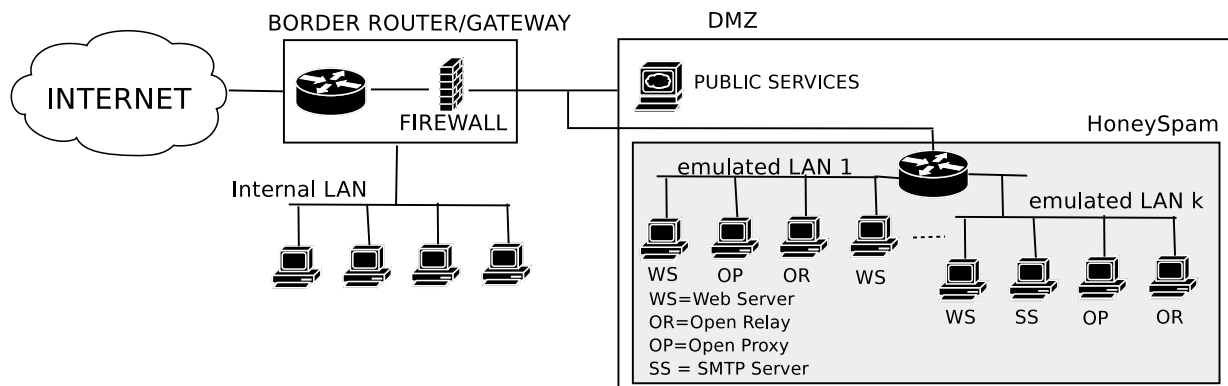 DMZ
BORDER ROUTER/GATEWAY
INTERNET
FIREWALL
PUBLIC SERVICES
HoneySpam
emulated LAN 1
Internal LAN
emulated LAN k
WS OP OR WS
WS SS OP OR
WS=Web Server
OR=Open Relay
OP=Open Proxy
SS = SMTP Server